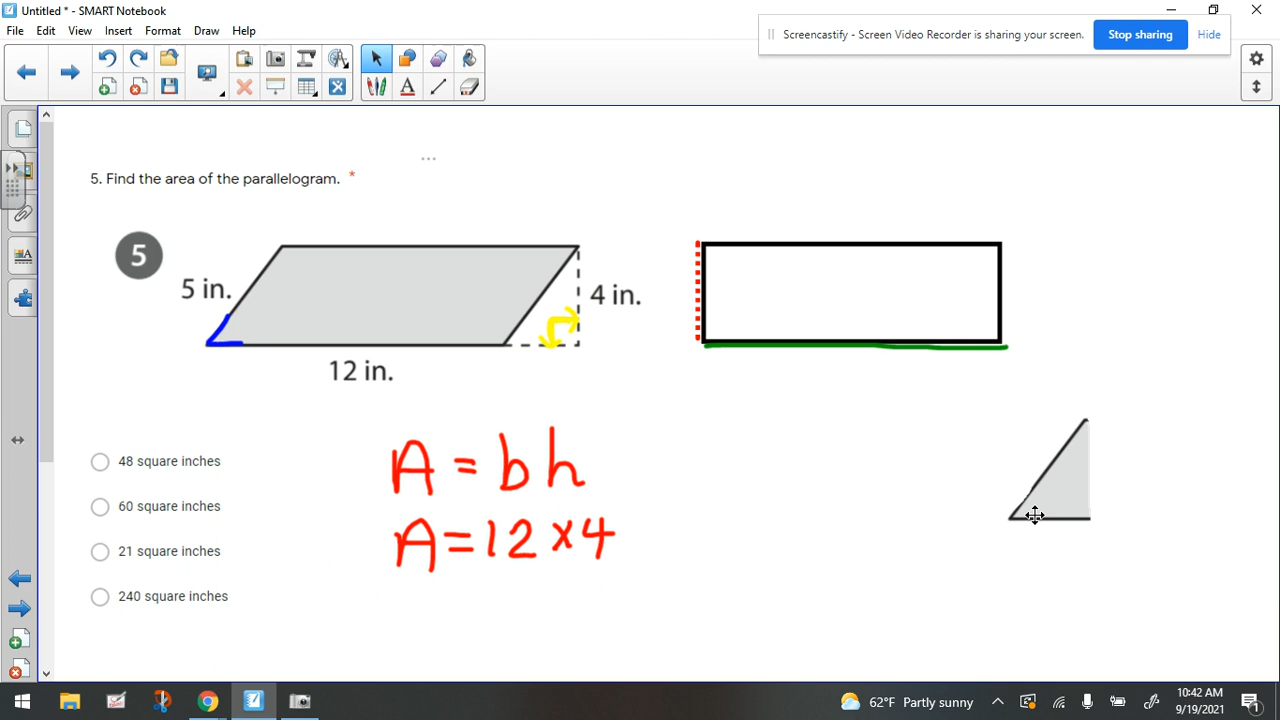 Untitled * - SMART Notebook
File Edit View Insert Format Draw Help
Screencastify - Screen Video Recorder is sharing your screen.
Stop sharing
Hide
5. Find the area of the parallelogram. *
5
5 in.
4 in.
12 in.
48 square inches
60 square inches
21 square inches
240 square inches
A = bh
A = 12 x 4
62°F Partly sunny
10:42 AM
9/19/2021
1